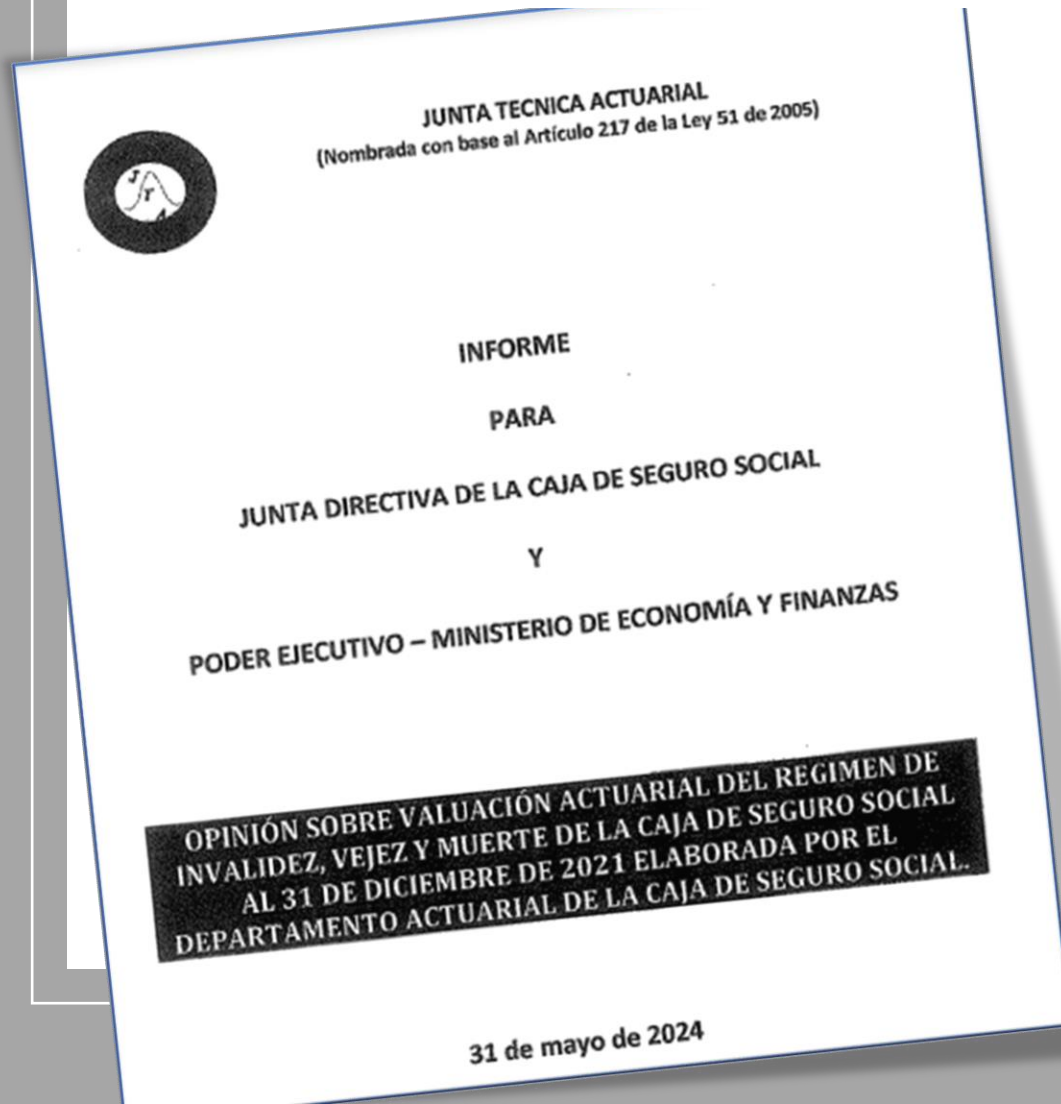 JUNTA TECNICA ACTUARIAL
(Nombrada con base al Artículo 217 de la Ley 51 de 2005)
J
T
A
INFORME
PARA
JUNTA DIRECTIVA DE LA CAJA DE SEGURO SOCIAL
Y
PODER EJECUTIVO – MINISTERIO DE ECONOMÍA Y FINANZAS
OPINIÓN SOBRE VALUACIÓN ACTUARIAL DEL REGIMEN DE
INVALIDEZ, VEJEZ Y MUERTE DE LA CAJA DE SEGURO SOCIAL
AL 31 DE DICIEMBRE DE 2021 ELABORADA POR EL
DEPARTAMENTO ACTUARIAL DE LA CAJA DE SEGURO SOCIAL.
31 de mayo de 2024